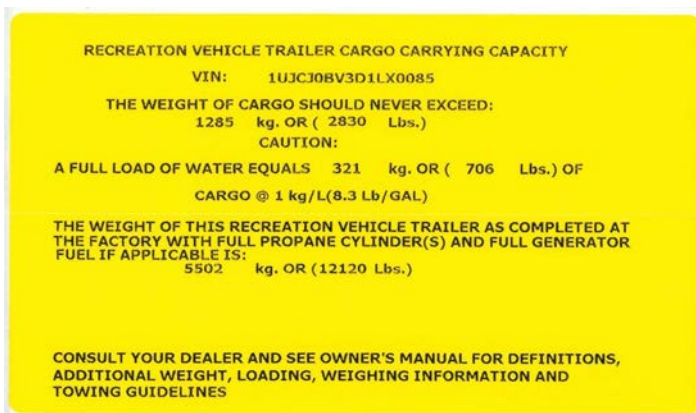 RECREATION VEHICLE TRAILER CARGO CARRYING CAPACITY
VIN: 1UJCJ0BV3D1LX0085
THE WEIGHT OF CARGO SHOULD NEVER EXCEED:
1285 kg. OR ( 2830 Lbs.)
CAUTION:
A FULL LOAD OF WATER EQUALS 321 kg. OR ( 706 Lbs.) OF
CARGO @ 1 kg/L(8.3 Lb/GAL)
THE WEIGHT OF THIS RECREATION VEHICLE TRAILER AS COMPLETED AT
THE FACTORY WITH FULL PROPANE CYLINDER(S) AND FULL GENERATOR
FUEL IF APPLICABLE IS:
5502 kg. OR (12120 Lbs.)
CONSULT YOUR DEALER AND SEE OWNER'S MANUAL FOR DEFINITIONS,
ADDITIONAL WEIGHT, LOADING, WEIGHING INFORMATION AND
TOWING GUIDELINES